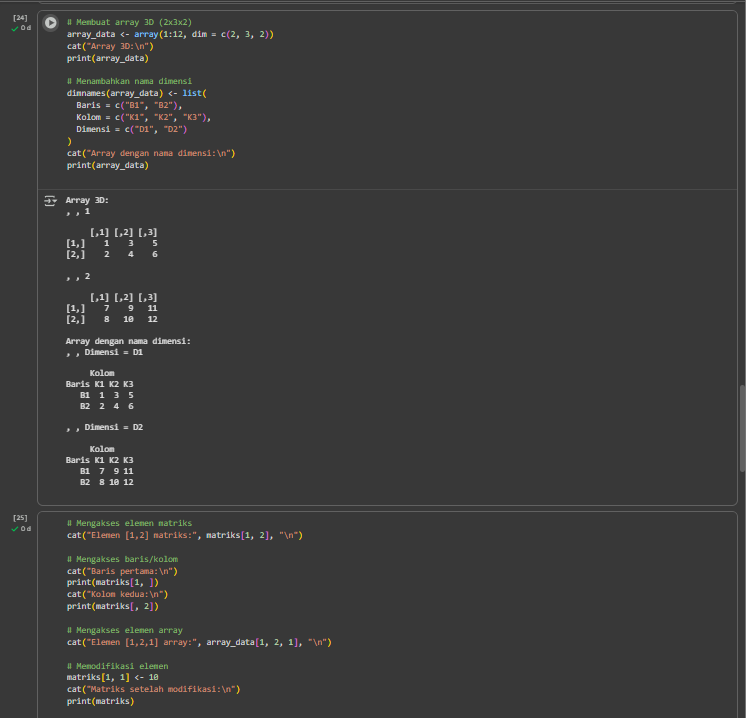 [24]
0 d
# Membuat array 3D (2x3x2)
array_data <- array(1:12, dim = c(2, 3, 2))
cat("Array 3D:\n")
print(array_data)
# Menambahkan nama dimensi
dimnames(array_data) <- list(
  Baris = c("B1", "B2"),
  Kolom = c("K1", "K2", "K3"),
  Dimensi = c("D1", "D2")
)
cat("Array dengan nama dimensi:\n")
print(array_data)
Array 3D:
, , 1
     [,1] [,2] [,3]
[1,]    1    3    5
[2,]    2    4    6
, , 2
     [,1] [,2] [,3]
[1,]    7    9   11
[2,]    8   10   12
Array dengan nama dimensi:
, , Dimensi = D1
     Kolom
Baris K1 K2 K3
   B1  1  3  5
   B2  2  4  6
, , Dimensi = D2
     Kolom
Baris K1 K2 K3
   B1  7  9 11
   B2  8 10 12
[25]
0 d
# Mengakses elemen matriks
cat("Elemen [1,2] matriks:", matriks[1, 2], "\n")
# Mengakses baris/kolom
cat("Baris pertama:\n")
print(matriks[1, ])
cat("Kolom kedua:\n")
print(matriks[, 2])
# Mengakses elemen array
cat("Elemen [1,2,1] array:", array_data[1, 2, 1], "\n")
# Memodifikasi elemen
matriks[1, 1] <- 10
cat("Matriks setelah modifikasi:\n")
print(matriks)